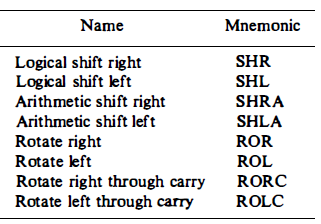 Name Mnemonic
Logical shift right SHR
Logical shift left SHL
Arithmetic shift right SHRA
Arithmetic shift left SHLA
Rotate right ROR
Rotate left ROL
Rotate right through carry RORC
Rotate left through carry ROLC